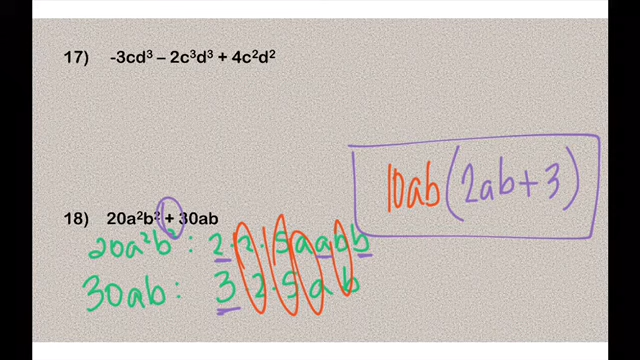 17) -3cd³ – 2c³d³ + 4c²d²
10ab(2ab+3)
18) 20a²b² + 30ab
20a²b²: 2·2·5aabb
30ab: 3·2·5ab